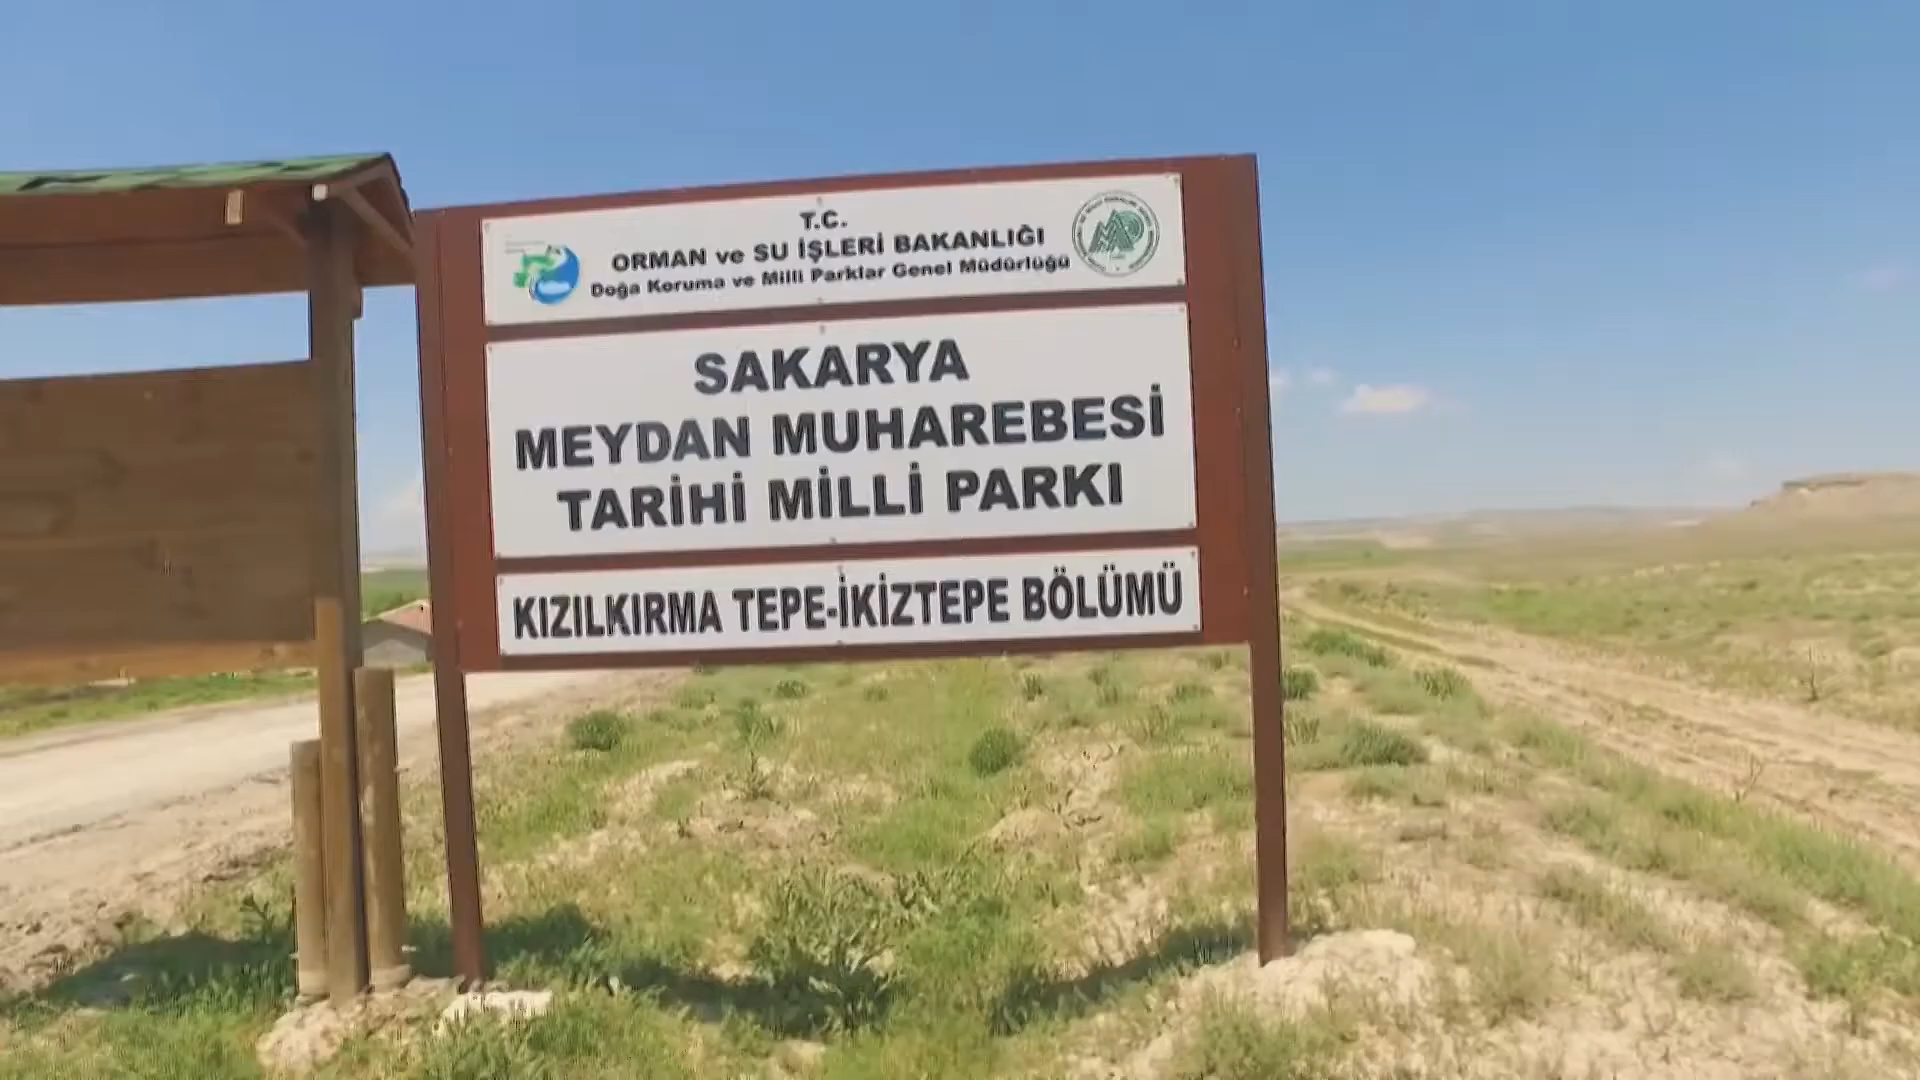 T.C.
ORMAN ve SU İŞLERİ BAKANLIĞI
Doğa Koruma ve Milli Parklar Genel Müdürlüğü
SAKARYA
MEYDAN MUHAREBESİ
TARİHİ MİLLİ PARKI
KIZILKIRMA TEPE-İKİZTEPE BÖLÜMÜ